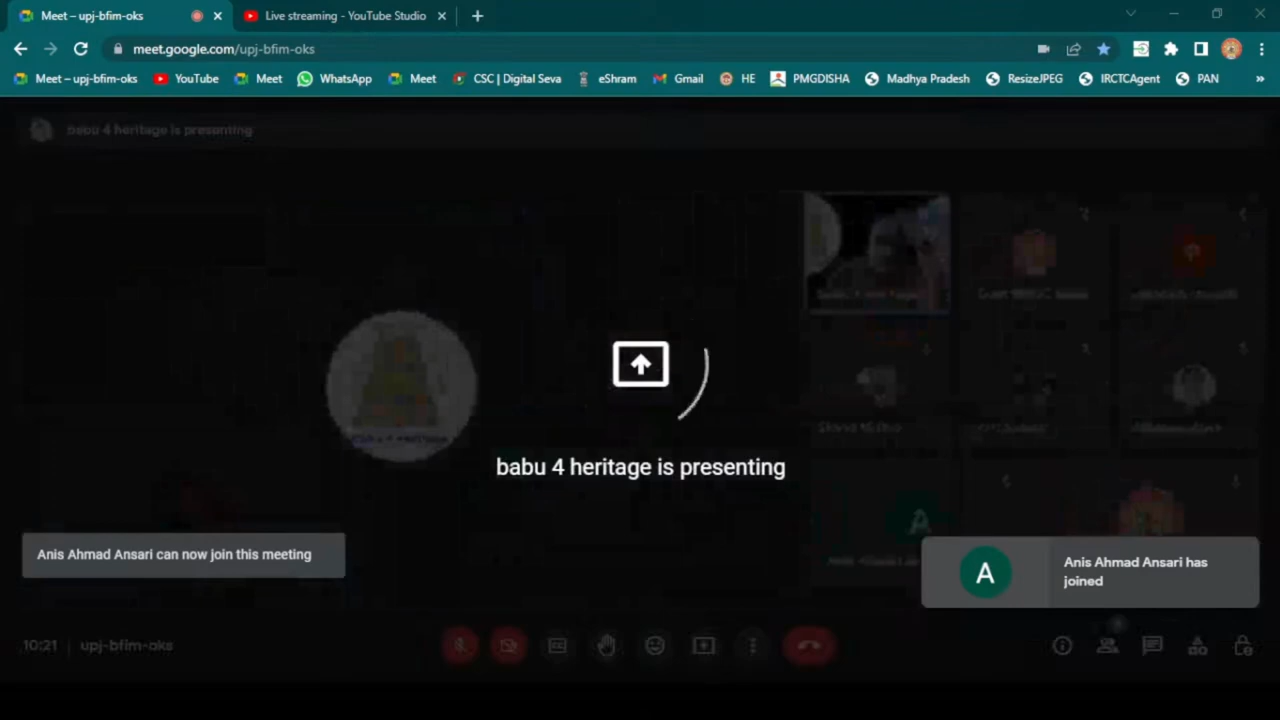 Meet – upj-bfim-oks
Live streaming - YouTube Studio
meet.google.com/upj-bfim-oks
Meet – upj-bfim-oks
YouTube
Meet
WhatsApp
Meet
CSC | Digital Seva
eShram
Gmail
HE
PMGDISHA
Madhya Pradesh
ResizeJPEG
IRCTCAgent
PAN
»
babu 4 heritage is presenting
babu 4 heritage is presenting
Anis Ahmad Ansari can now join this meeting
A
Anis Ahmad Ansari has
joined
10:21 | upj-bfim-oks